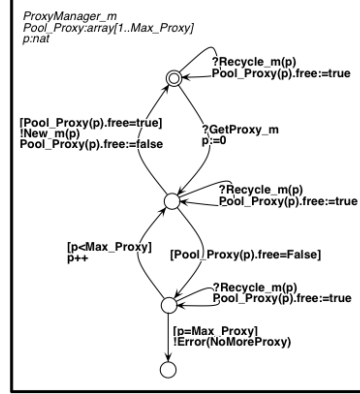 ProxyManager_m
Pool_Proxy:array[1..Max_Proxy]
p:nat
?Recycle_m(p)
Pool_Proxy(p).free:=true
[Pool_Proxy(p).free=true]
!New_m(p)
Pool_Proxy(p).free:=false
?GetProxy_m
p:=0
?Recycle_m(p)
Pool_Proxy(p).free:=true
[p<Max_Proxy]
p++
[Pool_Proxy(p).free=False]
?Recycle_m(p)
Pool_Proxy(p).free:=true
[p=Max_Proxy]
!Error(NoMoreProxy)